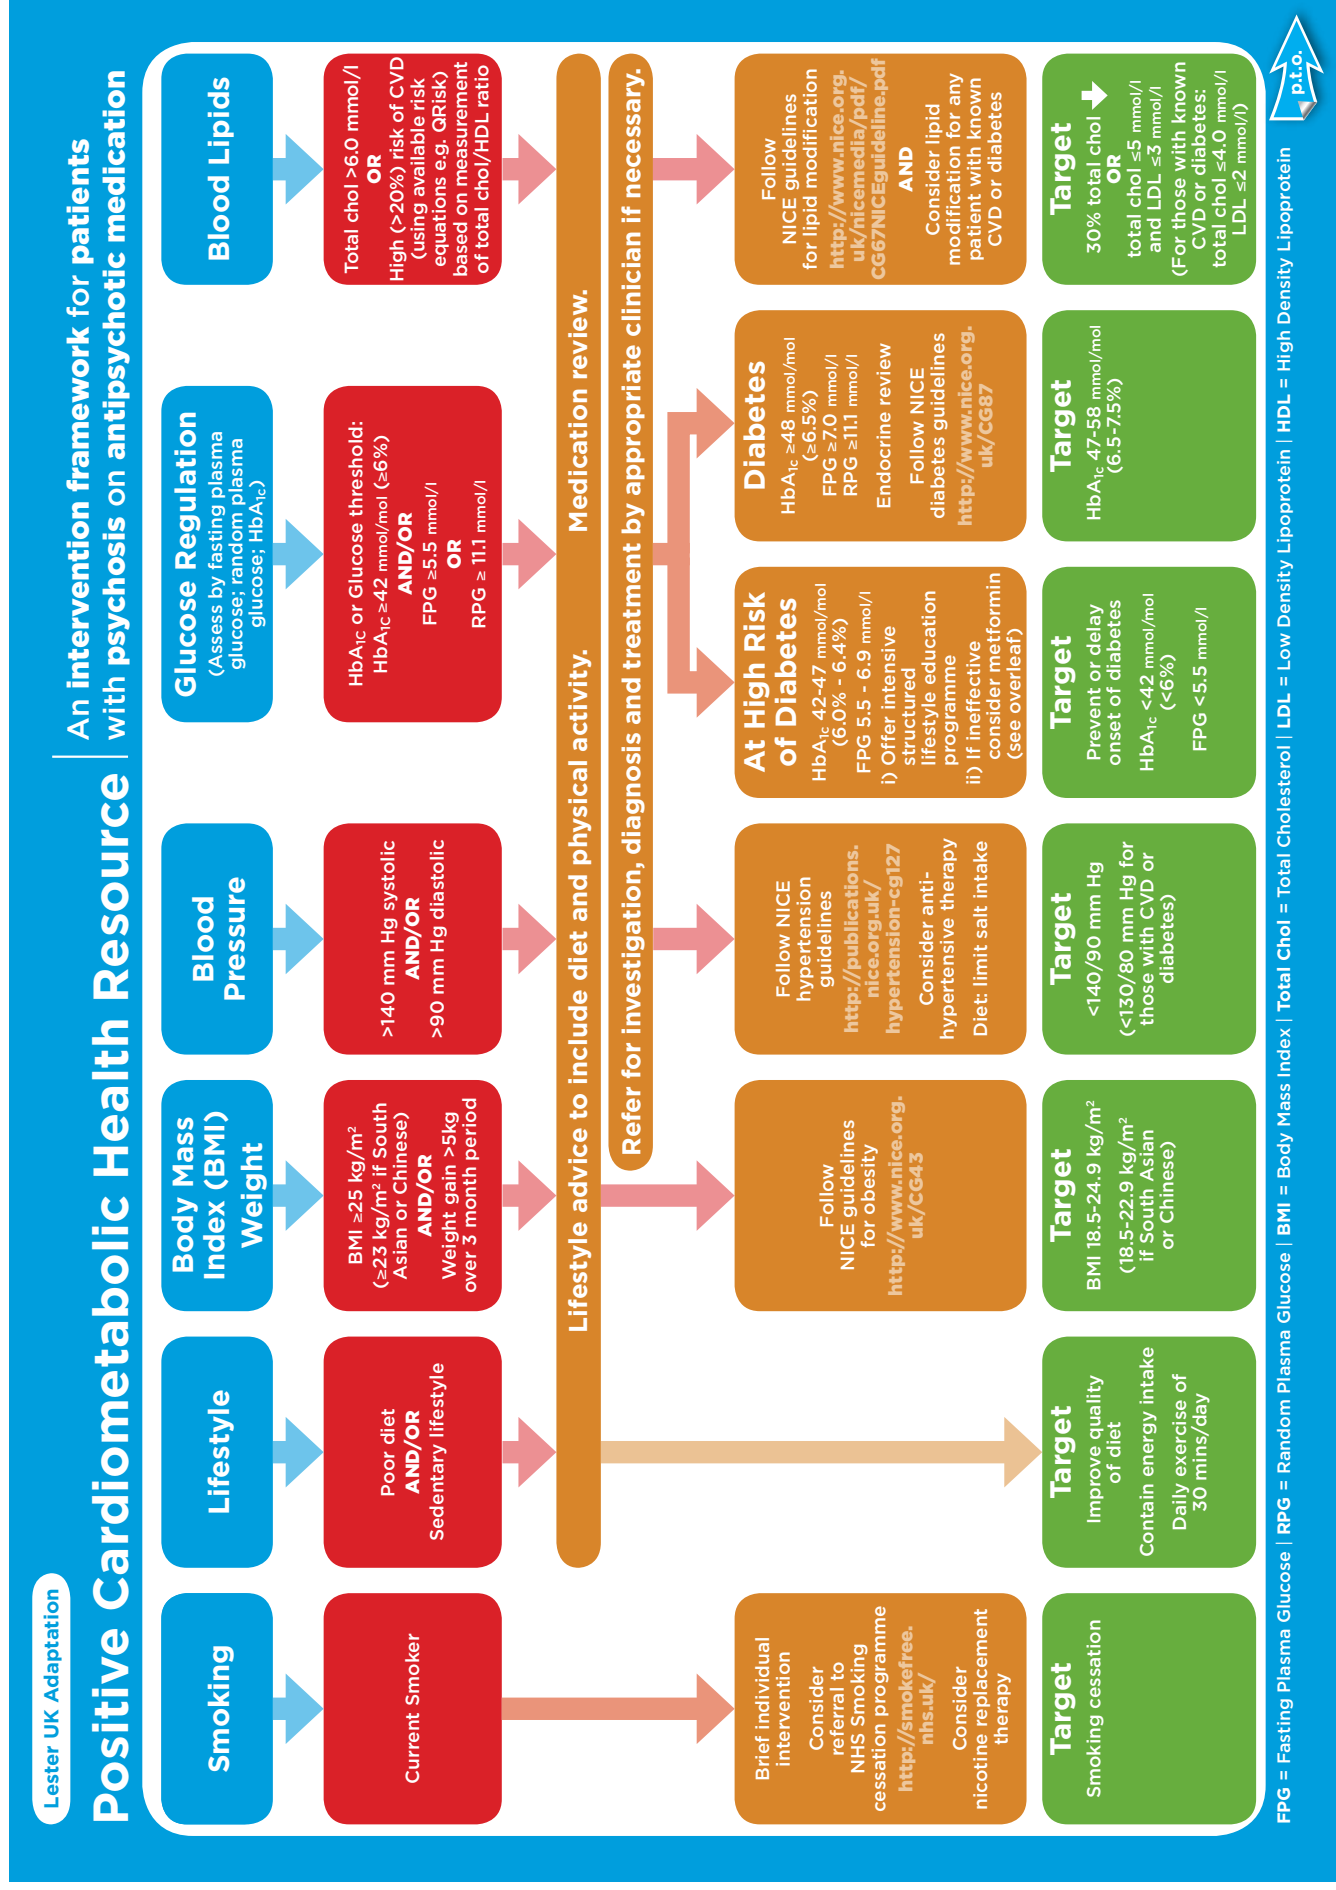 Lester UK Adaptation
Positive Cardiometabolic Health Resource
An intervention framework for patients
with psychosis on antipsychotic medication
Smoking
Lifestyle
Body Mass
Index (BMI)
Weight
Blood
Pressure
Glucose Regulation
(Assess by fasting plasma
glucose; random plasma
glucose; HbA1c)
Blood Lipids
Current Smoker
Poor diet
AND/OR
Sedentary lifestyle
BMI ≥25 kg/m²
(≥23 kg/m² if South
Asian or Chinese)
AND/OR
Weight gain >5kg
over 3 month period
>140 mm Hg systolic
AND/OR
>90 mm Hg diastolic
HbA1C or Glucose threshold:
HbA1C ≥42 mmol/mol (≥6%)
AND/OR
FPG ≥5.5 mmol/l
OR
RPG ≥ 11.1 mmol/l
Total chol >6.0 mmol/l
OR
High (>20%) risk of CVD
(using available risk
equations e.g. QRisk)
based on measurement
of total chol/HDL ratio
Lifestyle advice to include diet and physical activity. Medication review.
Refer for investigation, diagnosis and treatment by appropriate clinician if necessary.
Brief individual
intervention
Consider
referral to
NHS Smoking
cessation programme
http://smokefree.
nhs.uk/
Consider
nicotine replacement
therapy
Follow
NICE guidelines
for obesity
http://www.nice.org.
uk/CG43
Follow NICE
hypertension
guidelines
http://publications.
nice.org.uk/
hypertension-cg127
Consider anti-
hypertensive therapy
Diet: limit salt intake
At High Risk
of Diabetes
HbA1c 42-47 mmol/mol
(6.0% - 6.4%)
FPG 5.5 - 6.9 mmol/l
i) Offer intensive
structured
lifestyle education
programme
ii) If ineffective
consider metformin
(see overleaf)
Diabetes
HbA1c ≥48 mmol/mol
(≥6.5%)
FPG ≥7.0 mmol/l
RPG ≥11.1 mmol/l
Endocrine review
Follow NICE
diabetes guidelines
http://www.nice.org.
uk/CG87
Follow
NICE guidelines
for lipid modification
http://www.nice.org.
uk/nicemedia/pdf/
CG67NICEguideline.pdf
AND
Consider lipid
modification for any
patient with known
CVD or diabetes
Target
Smoking cessation
Target
Improve quality
of diet
Contain energy intake
Daily exercise of
30 mins/day
Target
BMI 18.5-24.9 kg/m²
(18.5-22.9 kg/m²
if South Asian
or Chinese)
Target
<140/90 mm Hg
(<130/80 mm Hg for
those with CVD or
diabetes)
Target
Prevent or delay
onset of diabetes
HbA1c <42 mmol/mol
(<6%)
FPG <5.5 mmol/l
Target
HbA1c 47-58 mmol/mol
(6.5-7.5%)
Target
30% total chol
OR
total chol ≤5 mmol/l
and LDL ≤3 mmol/l
(For those with known
CVD or diabetes:
total chol ≤4.0 mmol/l
LDL ≤2 mmol/l)
FPG = Fasting Plasma Glucose | RPG = Random Plasma Glucose | BMI = Body Mass Index | Total Chol = Total Cholesterol | LDL = Low Density Lipoprotein | HDL = High Density Lipoprotein
p.t.o.